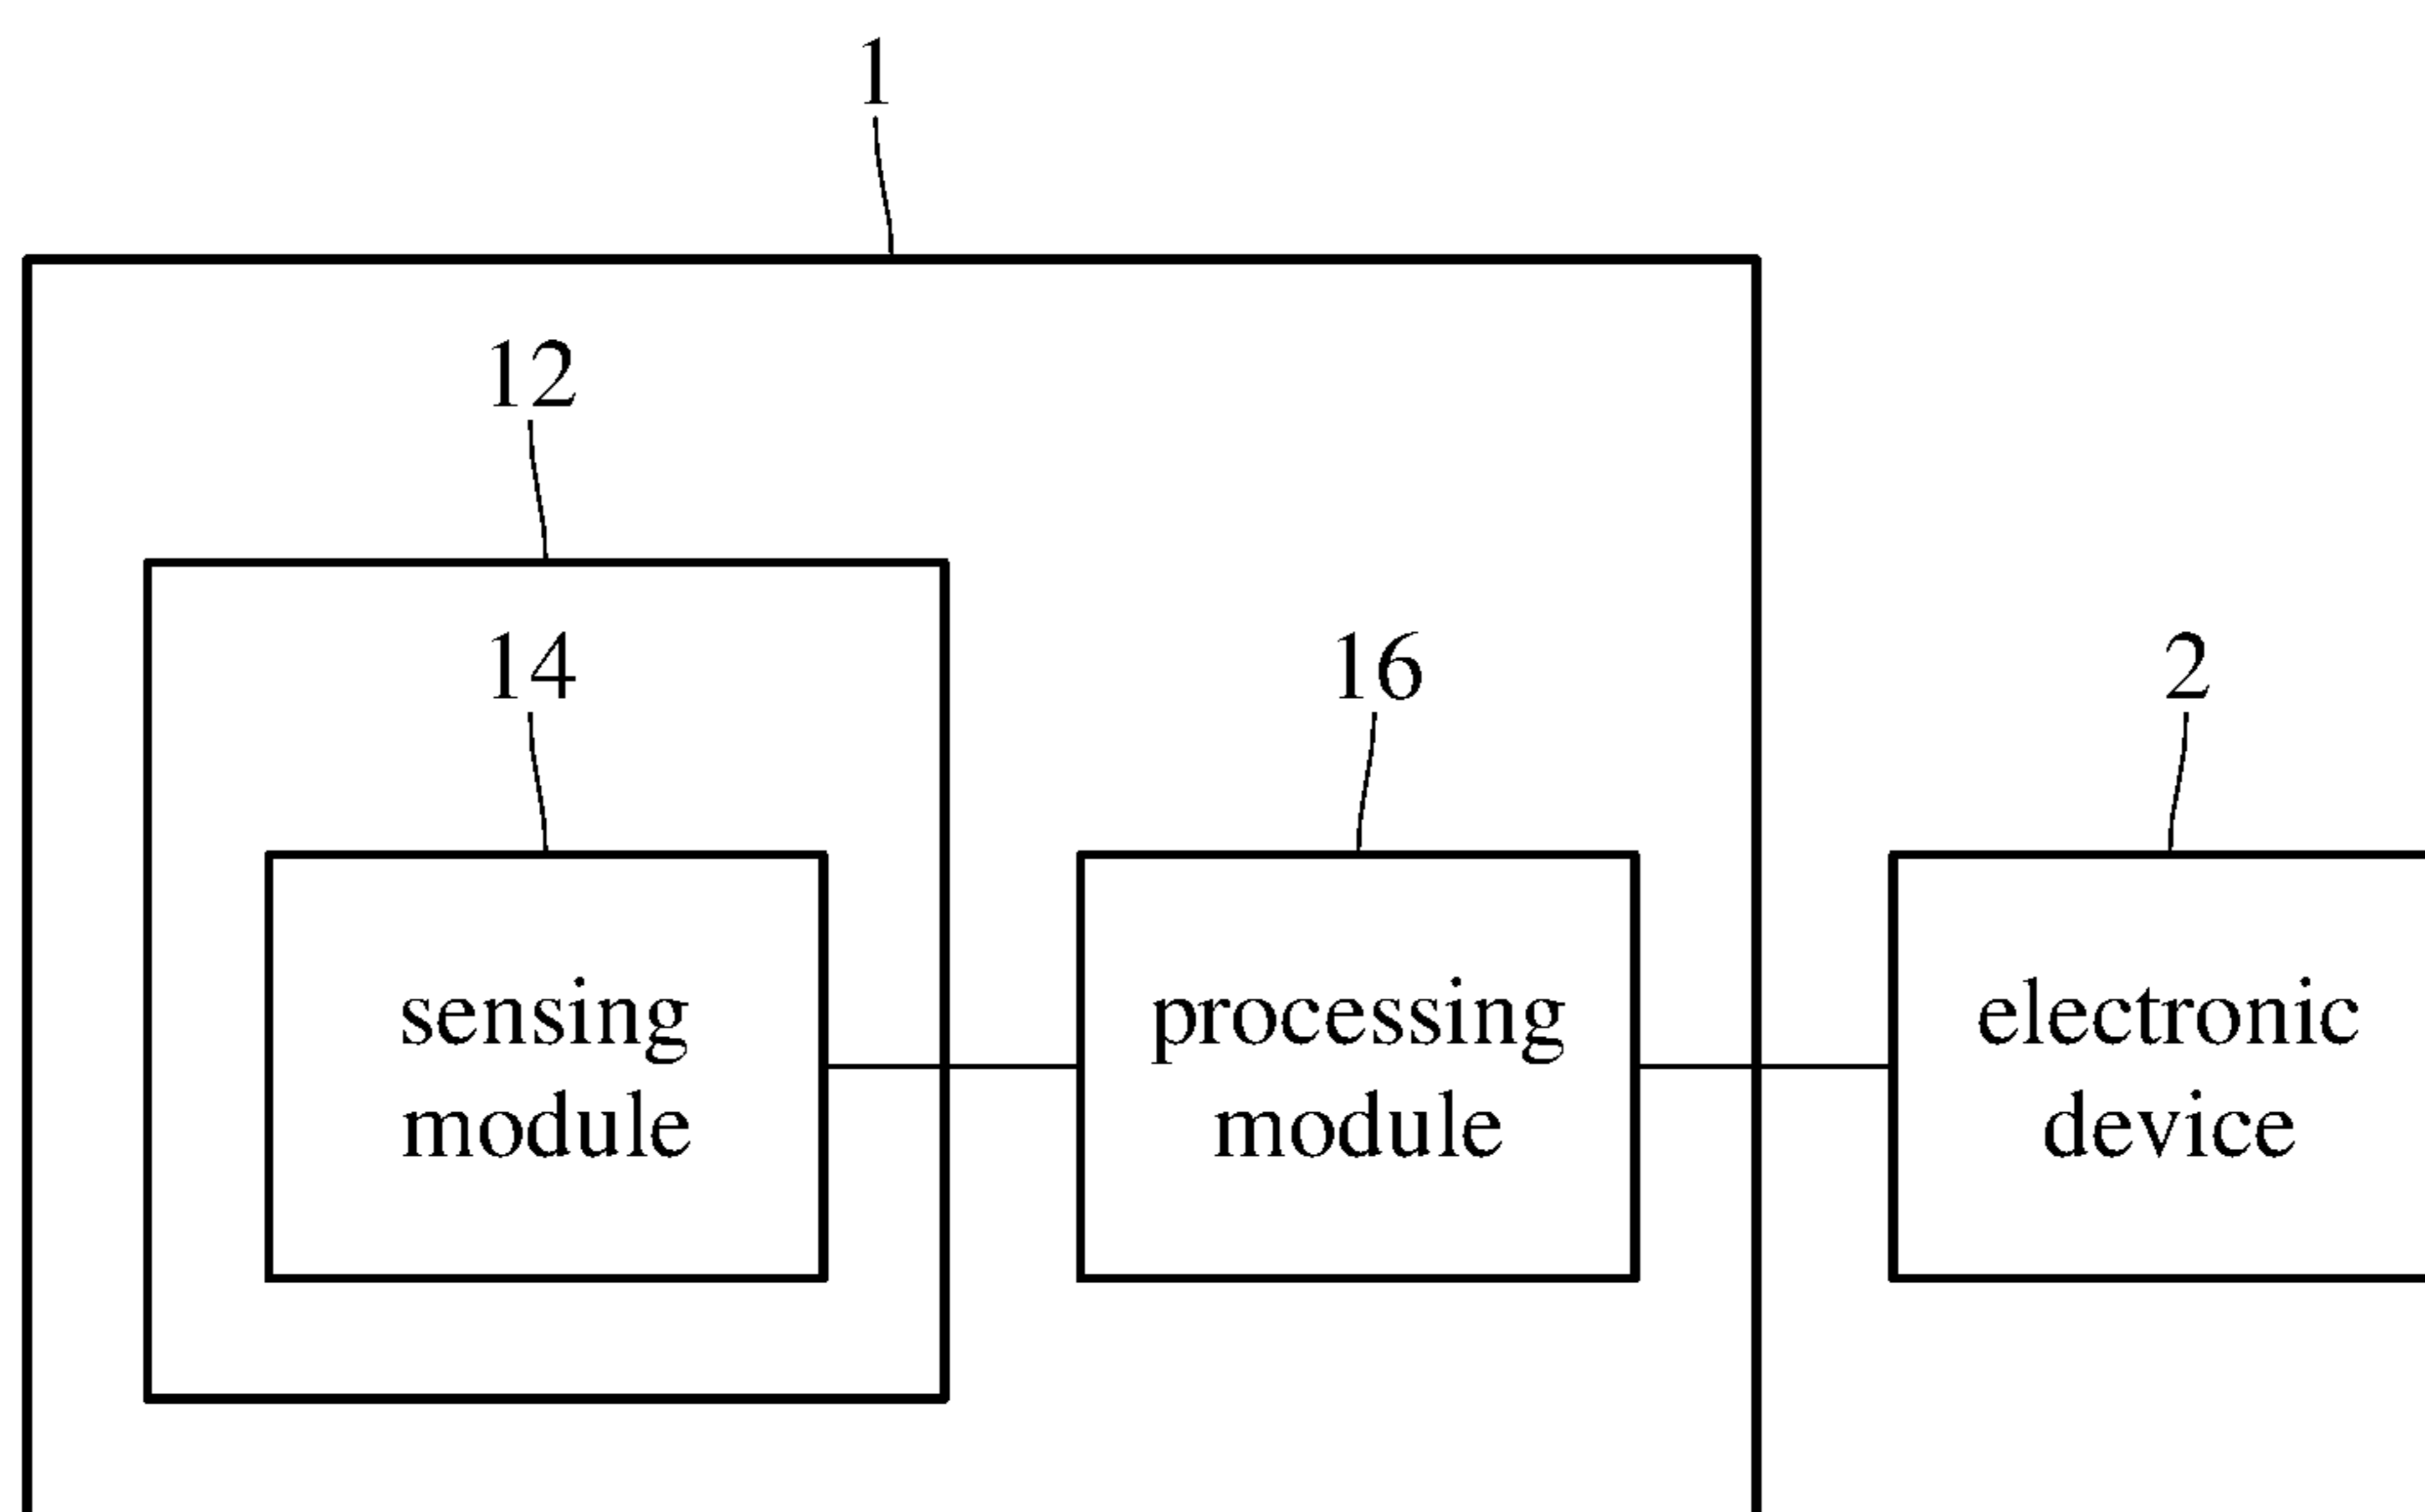 1
12
14
16
2
sensing
module
processing
module
electronic
device